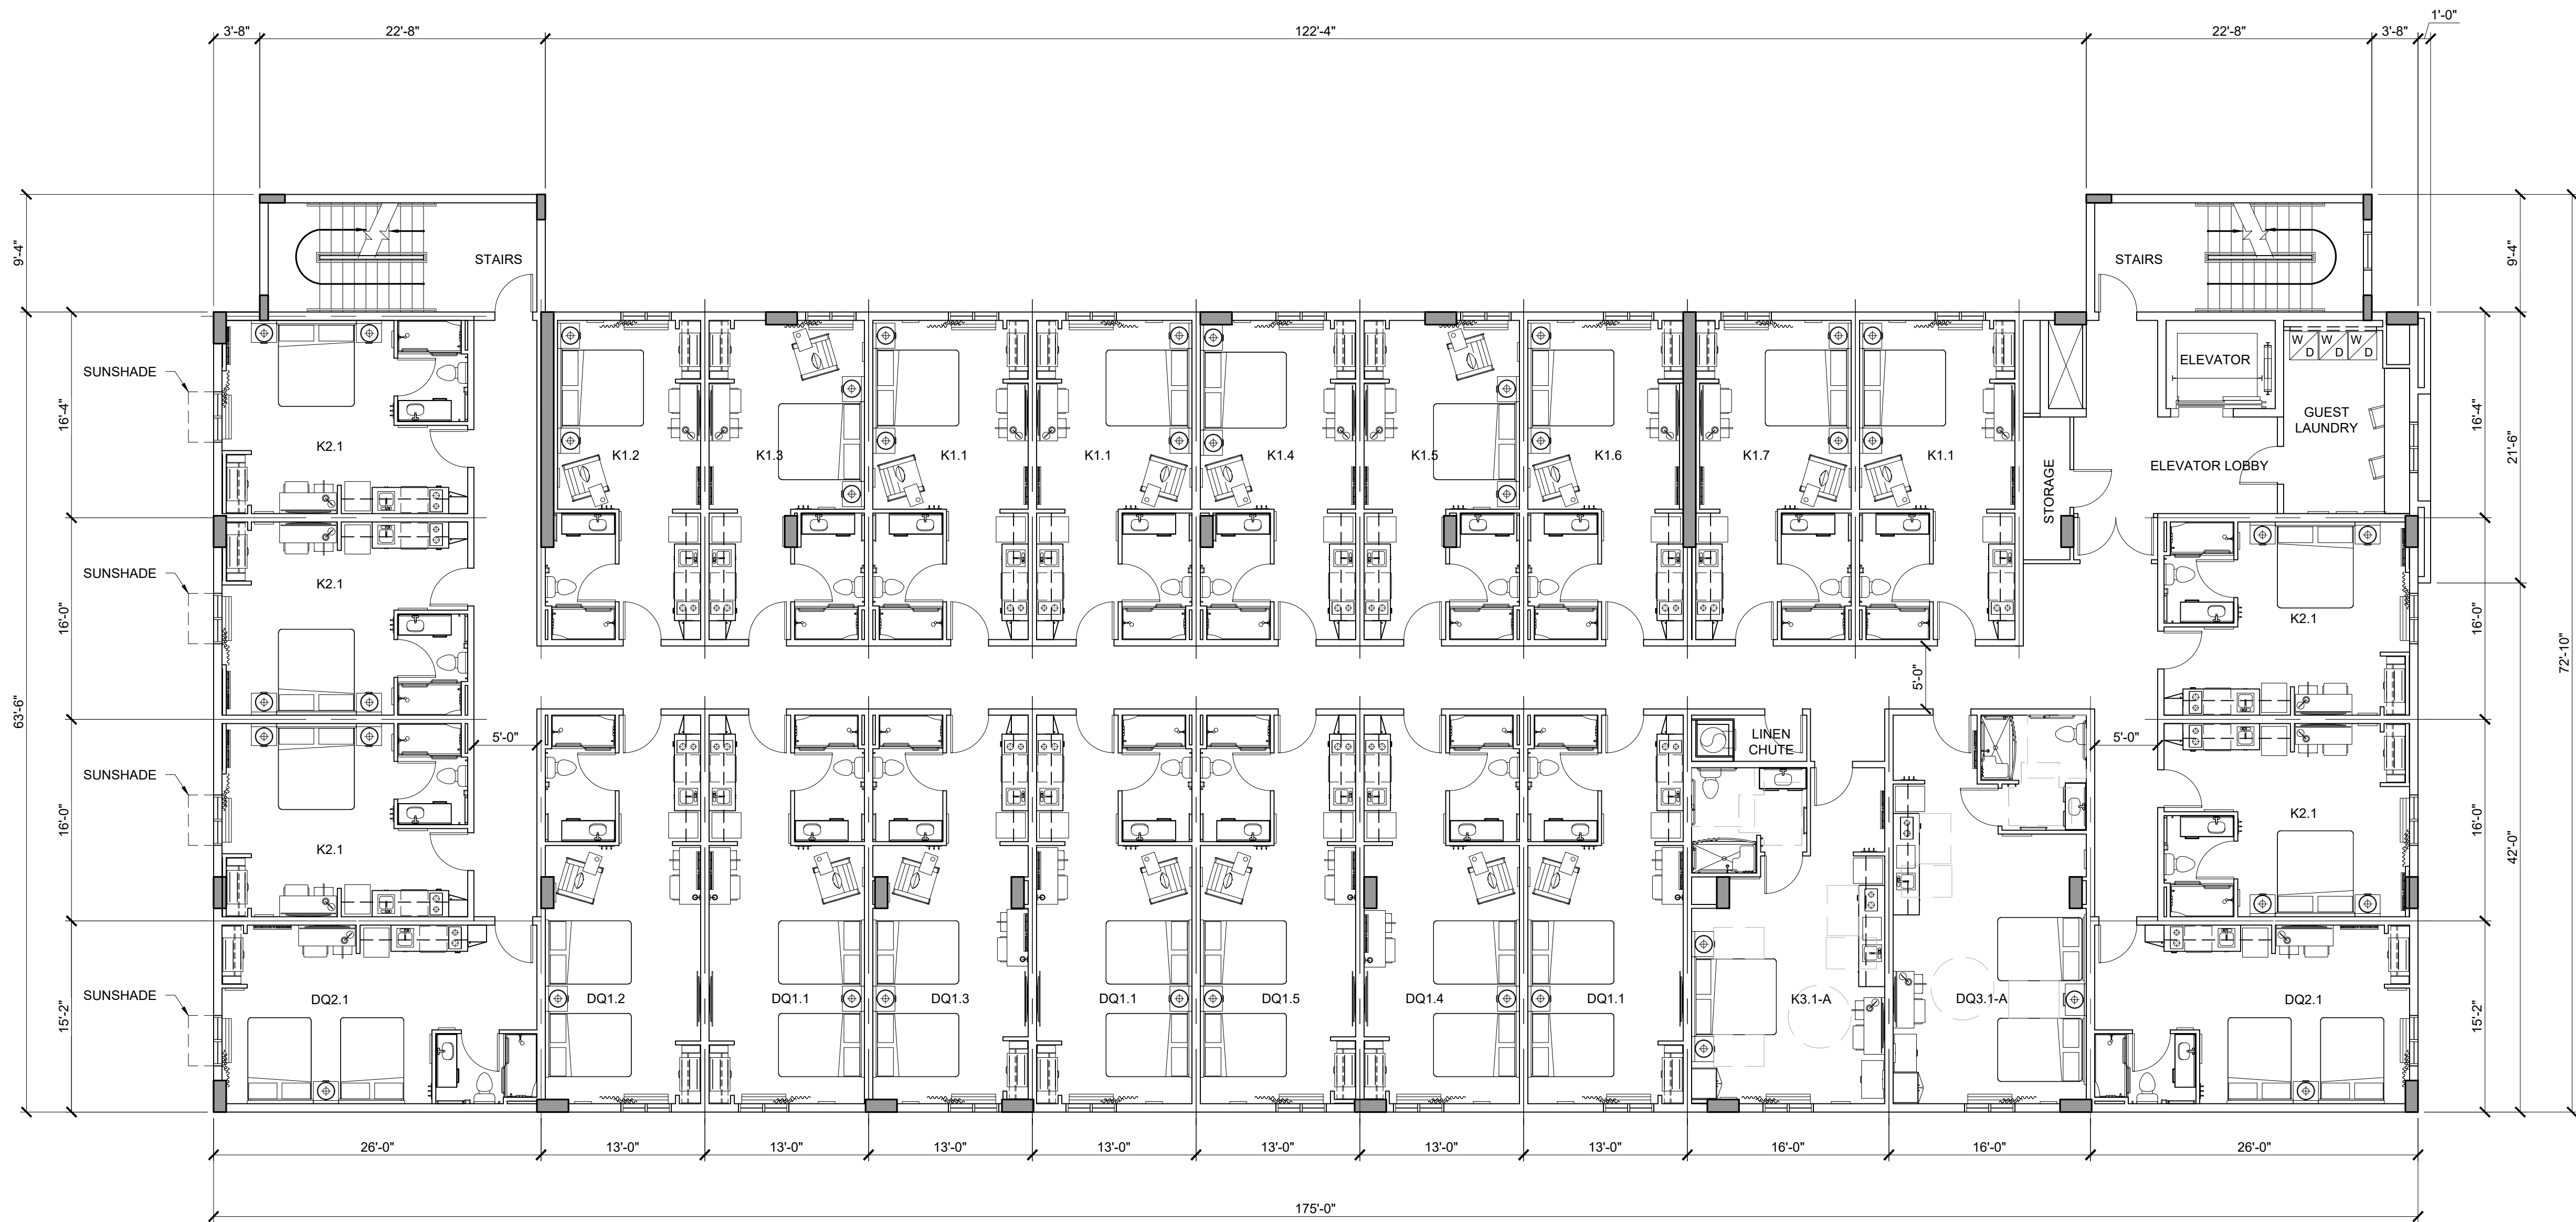 1'-0"
3'-8"
22'-8"
122'-4"
22'-8"
3'-8"
9'-4"
STAIRS
STAIRS
9'-4"
SUNSHADE
16'-4"
K2.1
K1.2
K1.3
K1.1
K1.1
K1.4
K1.5
K1.6
K1.7
K1.1
STORAGE
ELEVATOR
ELEVATOR LOBBY
W
D
W
D
W
D
GUEST
LAUNDRY
16'-4"
21'-6"
SUNSHADE
63'-6"
16'-0"
K2.1
5'-0"
K2.1
16'-0"
72'-10"
SUNSHADE
16'-0"
K2.1
5'-0"
LINEN
CHUTE
5'-0"
K2.1
16'-0"
42'-0"
SUNSHADE
15'-2"
DQ2.1
DQ1.2
DQ1.1
DQ1.3
DQ1.1
DQ1.5
DQ1.4
DQ1.1
K3.1-A
DQ3.1-A
DQ2.1
15'-2"
26'-0"
13'-0"
13'-0"
13'-0"
13'-0"
13'-0"
13'-0"
13'-0"
16'-0"
16'-0"
26'-0"
175'-0"